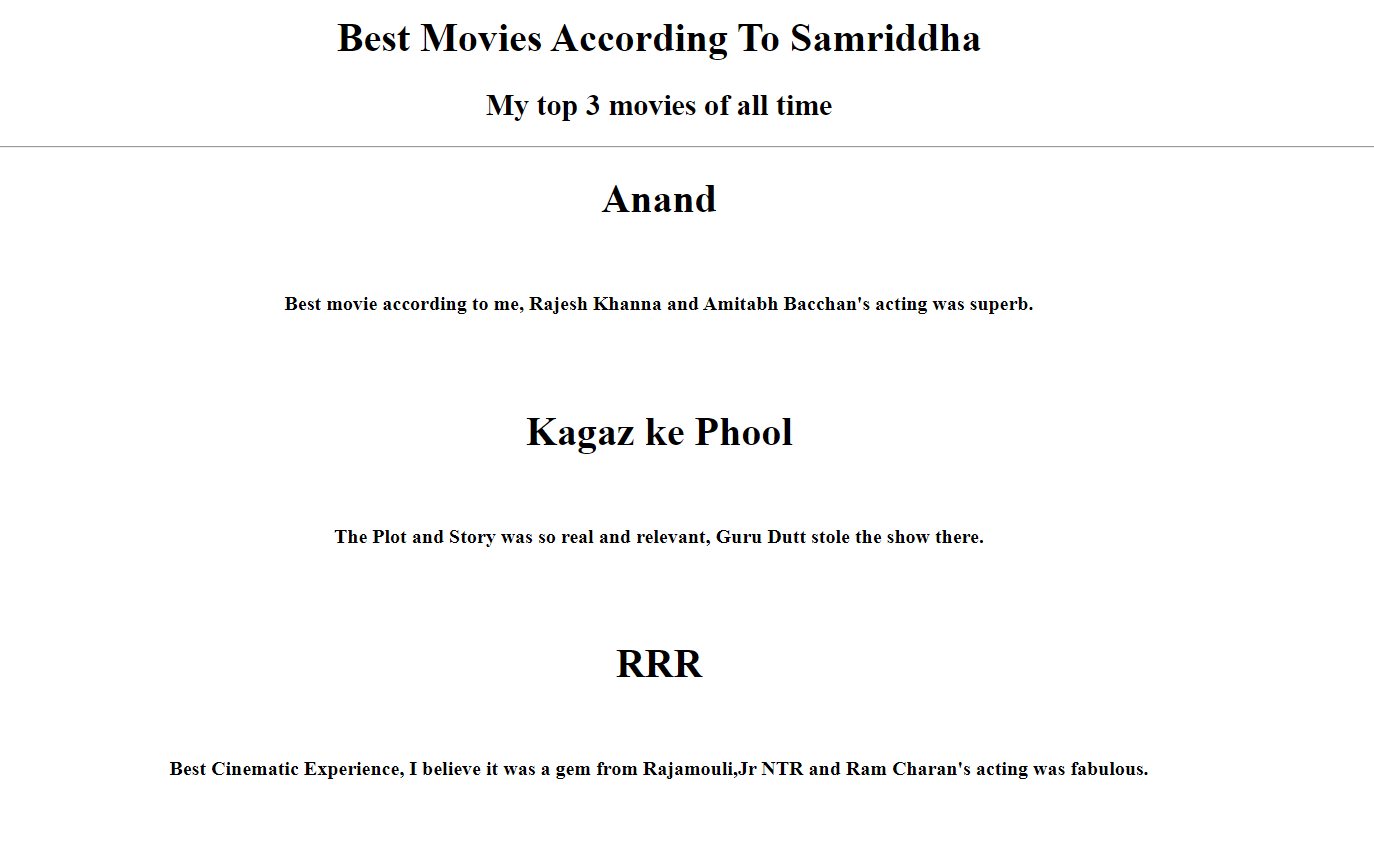 Best Movies According To Samriddha
My top 3 movies of all time
Anand
Best movie according to me, Rajesh Khanna and Amitabh Bacchan's acting was superb.
Kagaz ke Phool
The Plot and Story was so real and relevant, Guru Dutt stole the show there.
RRR
Best Cinematic Experience, I believe it was a gem from Rajamouli,Jr NTR and Ram Charan's acting was fabulous.